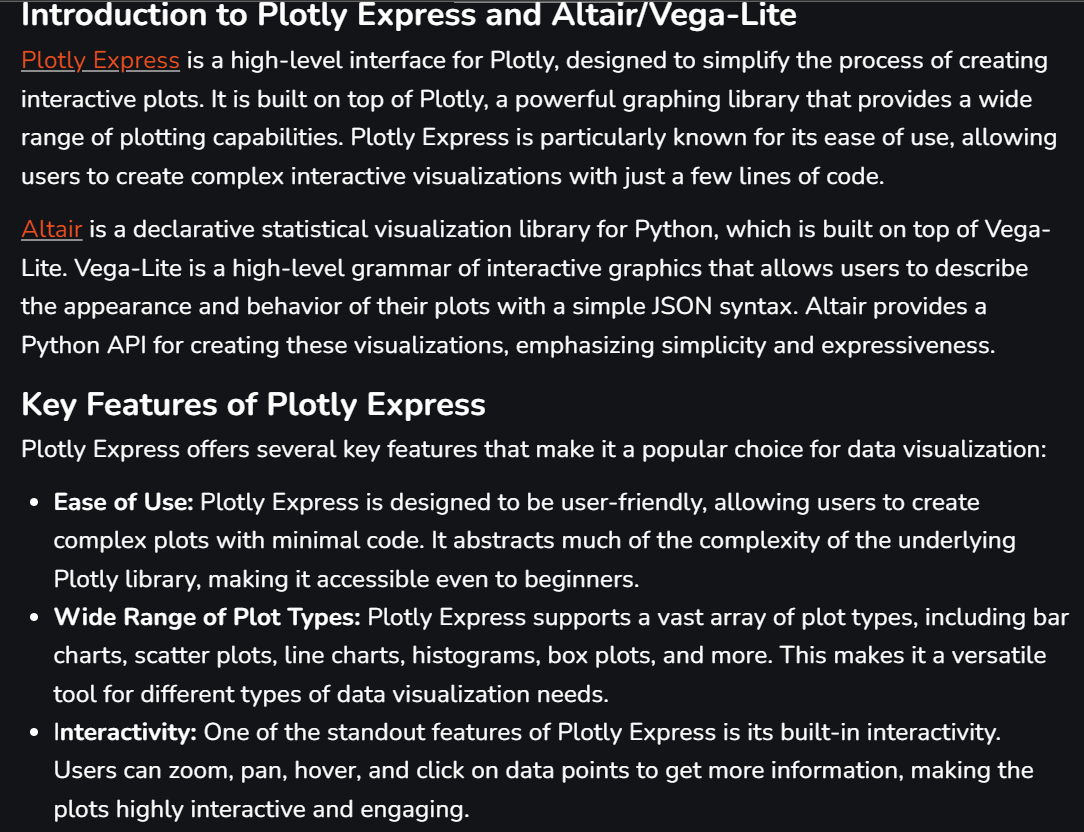 Introduction to Plotly Express and Altair/Vega-Lite
Plotly Express is a high-level interface for Plotly, designed to simplify the process of creating
interactive plots. It is built on top of Plotly, a powerful graphing library that provides a wide
range of plotting capabilities. Plotly Express is particularly known for its ease of use, allowing
users to create complex interactive visualizations with just a few lines of code.
Altair is a declarative statistical visualization library for Python, which is built on top of Vega-
Lite. Vega-Lite is a high-level grammar of interactive graphics that allows users to describe
the appearance and behavior of their plots with a simple JSON syntax. Altair provides a
Python API for creating these visualizations, emphasizing simplicity and expressiveness.
Key Features of Plotly Express
Plotly Express offers several key features that make it a popular choice for data visualization:
• Ease of Use: Plotly Express is designed to be user-friendly, allowing users to create
complex plots with minimal code. It abstracts much of the complexity of the underlying
Plotly library, making it accessible even to beginners.
• Wide Range of Plot Types: Plotly Express supports a vast array of plot types, including bar
charts, scatter plots, line charts, histograms, box plots, and more. This makes it a versatile
tool for different types of data visualization needs.
• Interactivity: One of the standout features of Plotly Express is its built-in interactivity.
Users can zoom, pan, hover, and click on data points to get more information, making the
plots highly interactive and engaging.